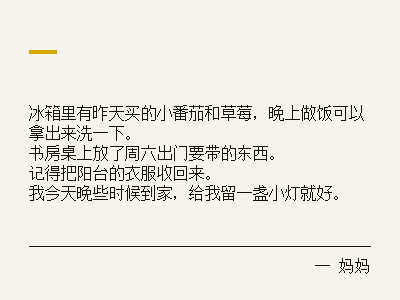 冰箱里有昨天买的小番茄和草莓，晚上做饭可以
拿出来洗一下。
书房桌上放了周六出门要带的东西。
记得把阳台的衣服收回来。
我今天晚些时候到家，给我留一盏小灯就好。
— 妈妈